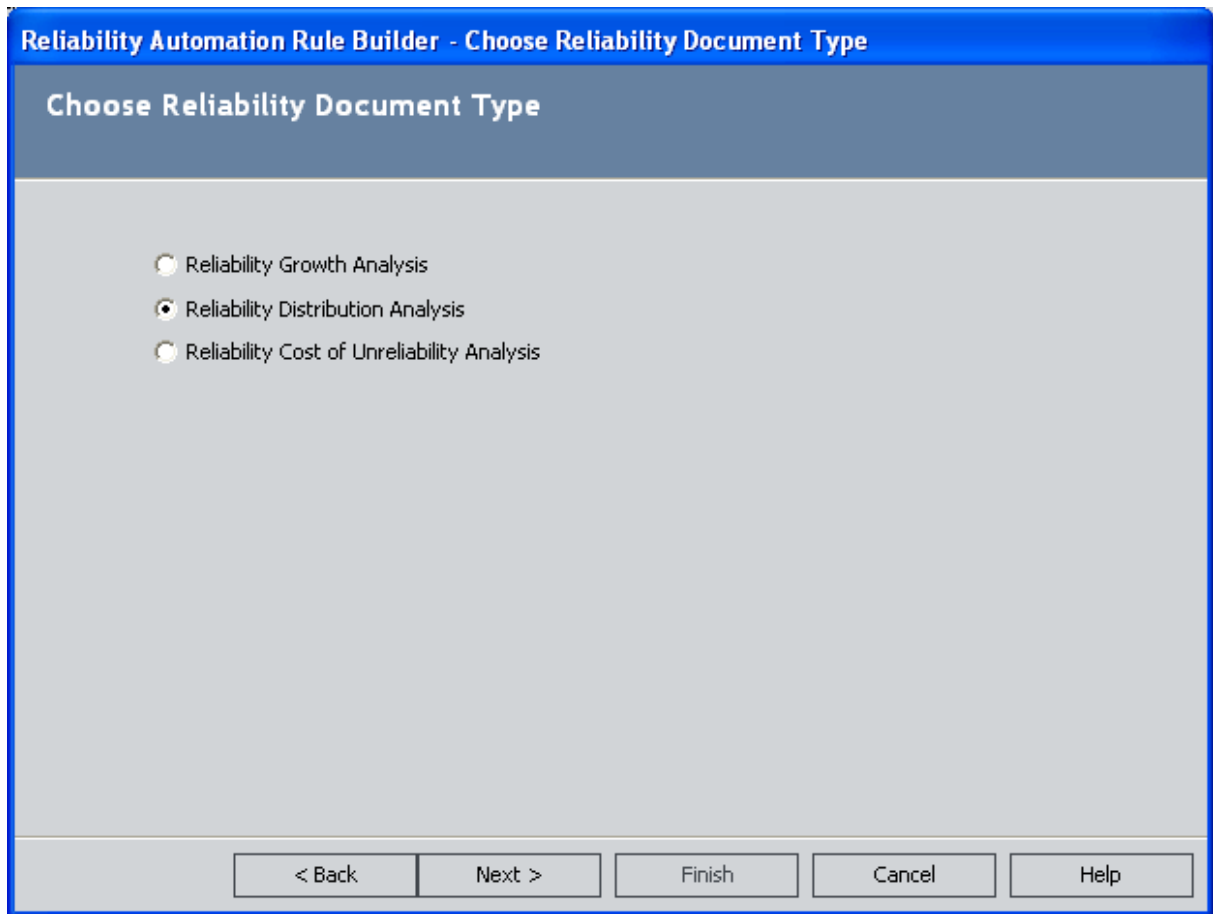 Reliability Automation Rule Builder - Choose Reliability Document Type
Choose Reliability Document Type
Reliability Growth Analysis
Reliability Distribution Analysis
Reliability Cost of Unreliability Analysis
< Back Next > Finish Cancel Help